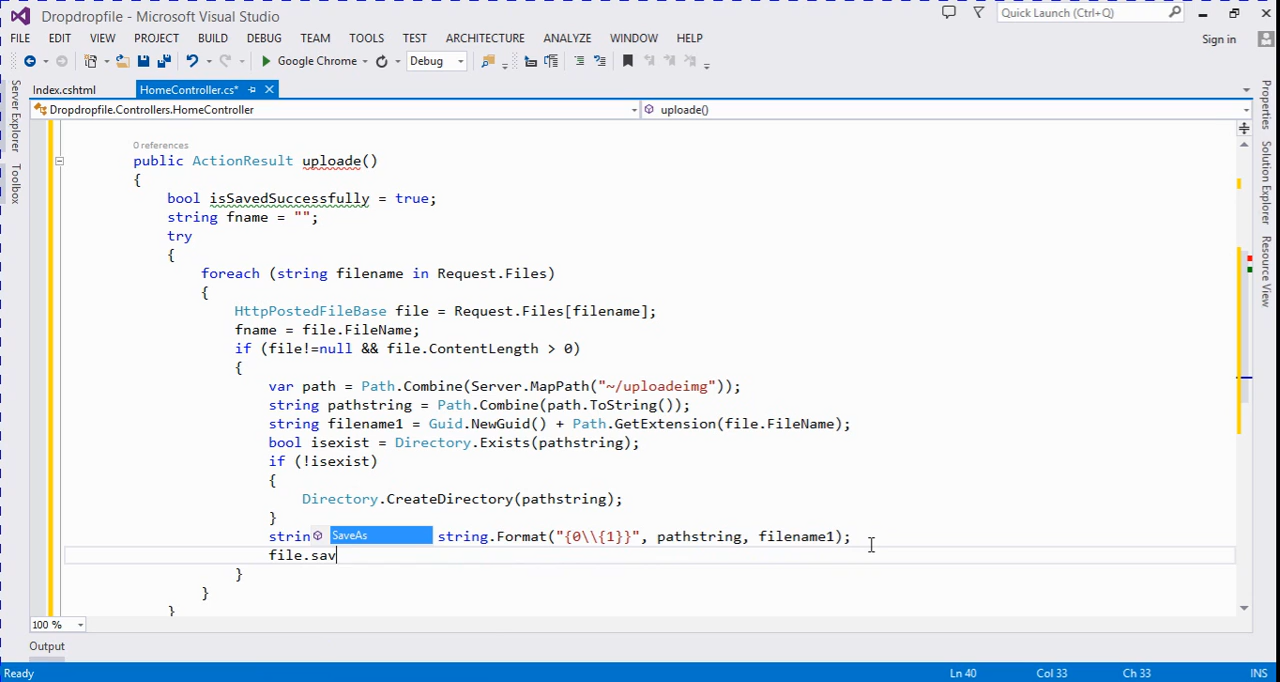 Dropdropfile - Microsoft Visual Studio
Quick Launch (Ctrl+Q)
FILE EDIT VIEW PROJECT BUILD DEBUG TEAM TOOLS TEST ARCHITECTURE ANALYZE WINDOW HELP
Sign in
Google Chrome Debug
Server Explorer
Toolbox
Properties
Solution Explorer
Resource View
Index.cshtml HomeController.cs*
Dropdropfile.Controllers.HomeController uploade()
0 references
public ActionResult uploade()
{
bool isSavedSuccessfully = true;
string fname = "";
try
{
foreach (string filename in Request.Files)
{
HttpPostedFileBase file = Request.Files[filename];
fname = file.FileName;
if (file!=null && file.ContentLength > 0)
{
var path = Path.Combine(Server.MapPath("~/uploadeimg"));
string pathstring = Path.Combine(path.ToString());
string filename1 = Guid.NewGuid() + Path.GetExtension(file.FileName);
bool isexist = Directory.Exists(pathstring);
if (!isexist)
{
Directory.CreateDirectory(pathstring);
}
strin SaveAs string.Format("{0\\{1}}", pathstring, filename1);
file.sav
}
}
}
100 %
Output
Ready Ln 40 Col 33 Ch 33 INS